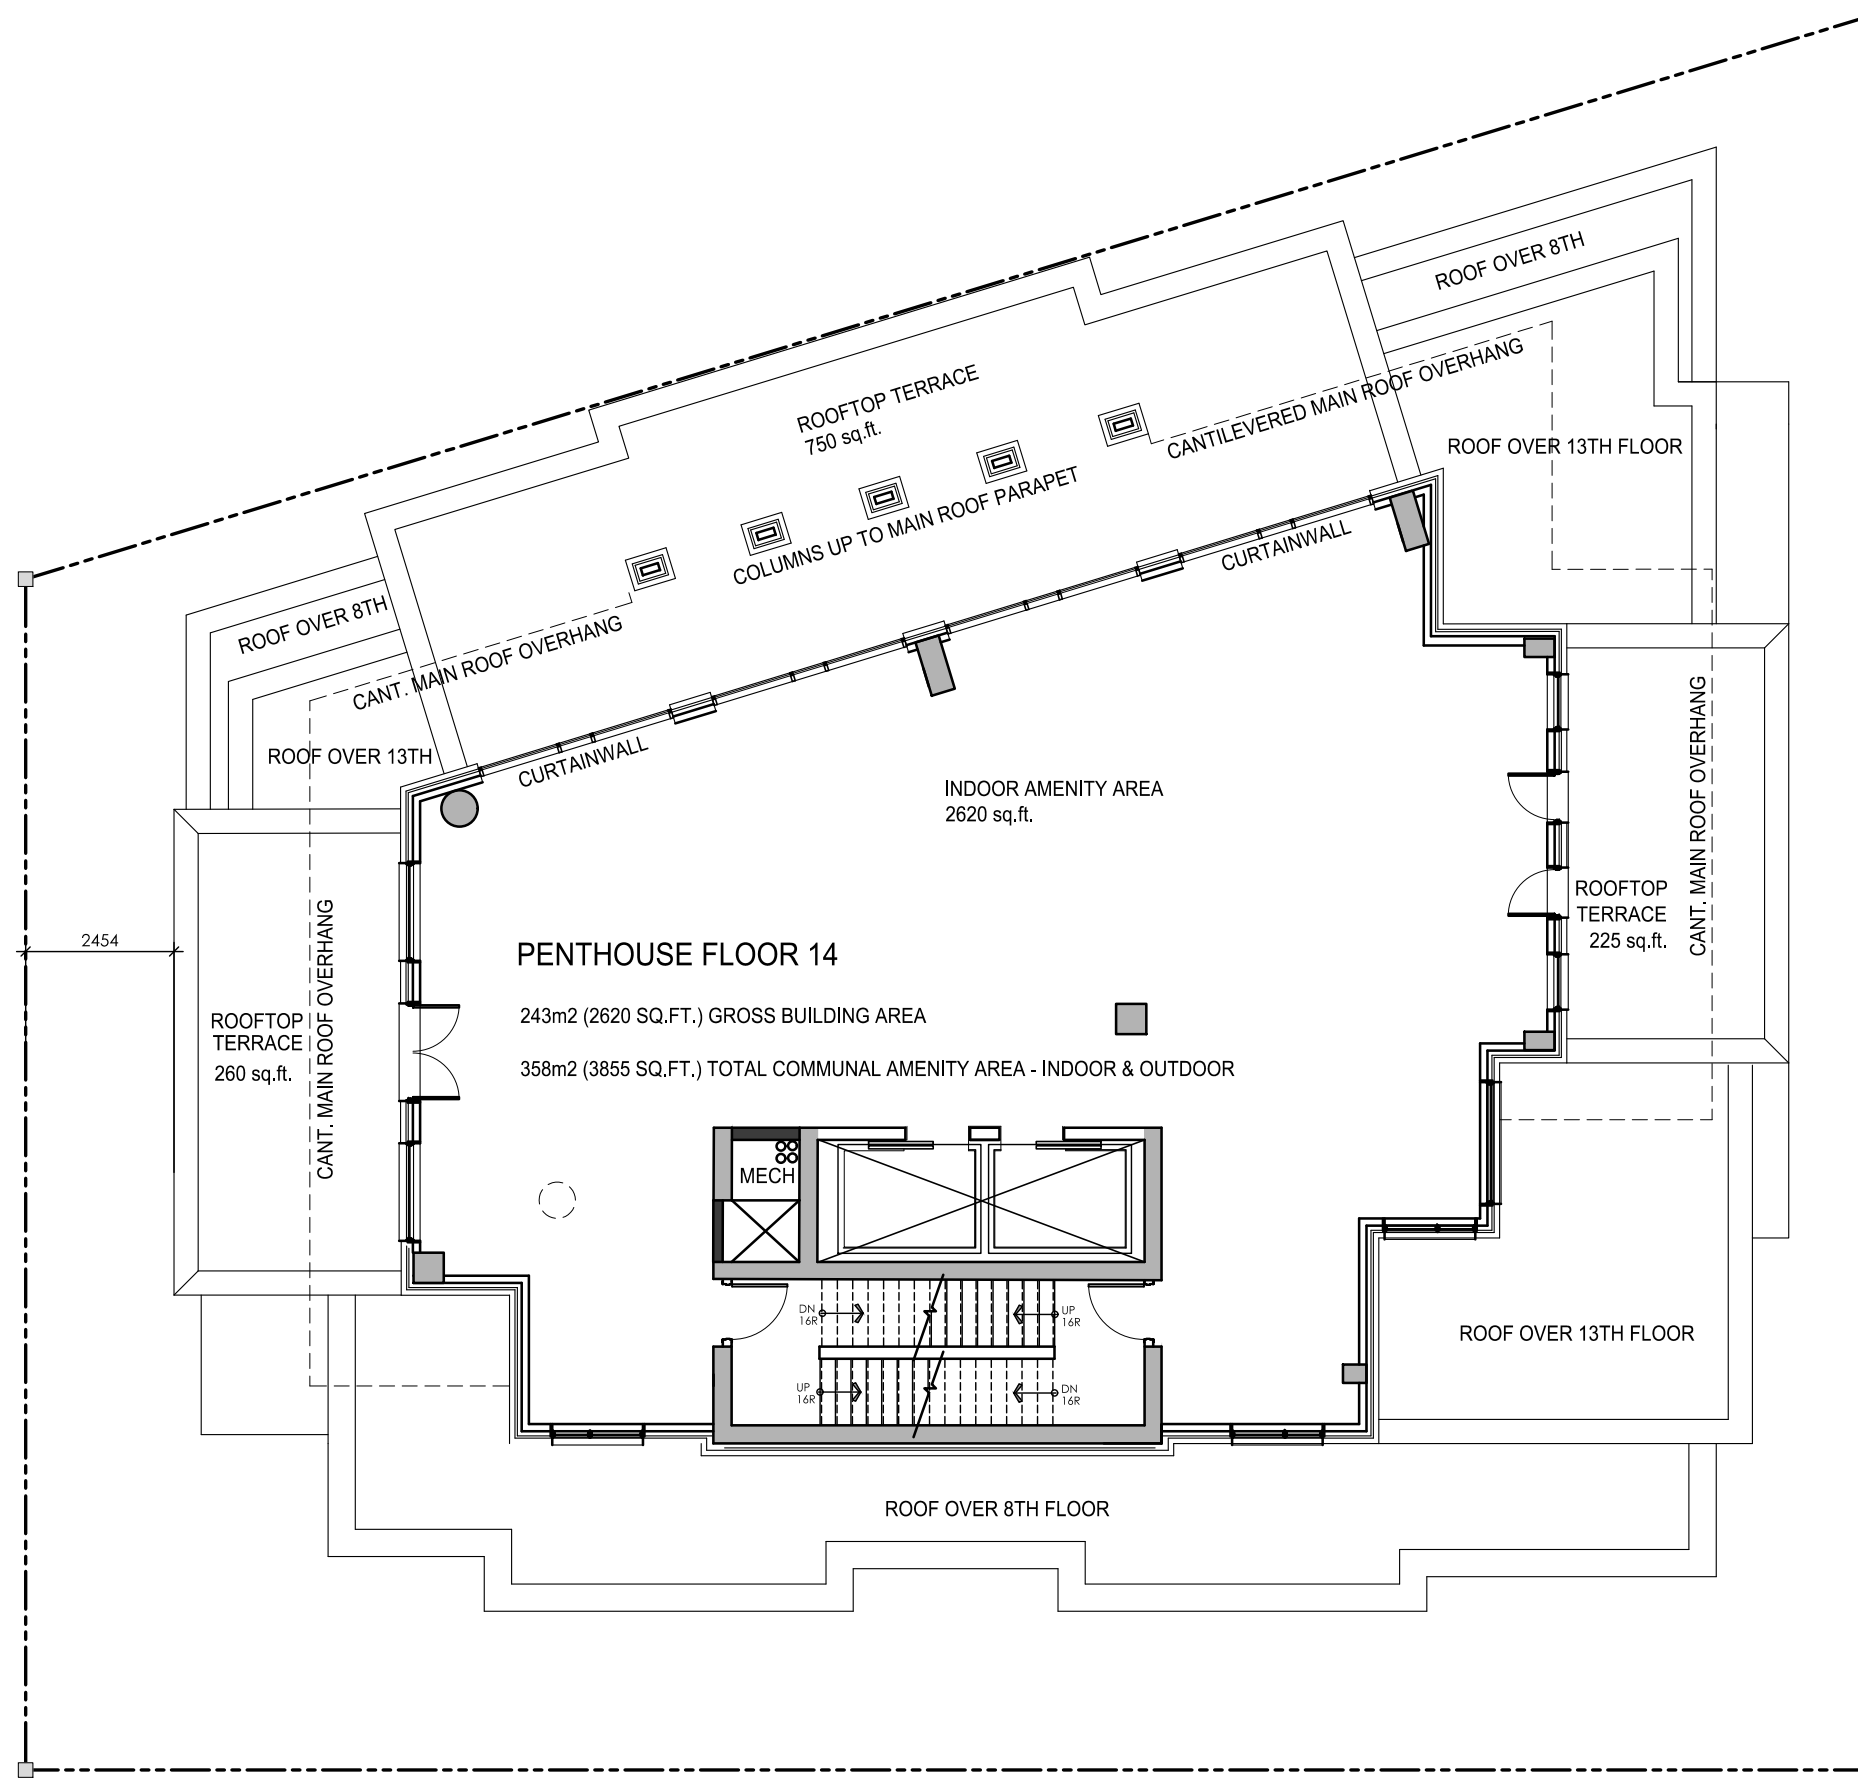 ROOF OVER 8TH
ROOFTOP TERRACE
750 sq.ft.
CANTILEVERED MAIN ROOF OVERHANG
ROOF OVER 13TH FLOOR
COLUMNS UP TO MAIN ROOF PARAPET
CURTAINWALL
ROOF OVER 8TH
CANT. MAIN ROOF OVERHANG
ROOF OVER 13TH
CURTAINWALL
INDOOR AMENITY AREA
2620 sq.ft.
CANT. MAIN ROOF OVERHANG
ROOFTOP
TERRACE
225 sq.ft.
2454
PENTHOUSE FLOOR 14
243m2 (2620 SQ.FT.) GROSS BUILDING AREA
358m2 (3855 SQ.FT.) TOTAL COMMUNAL AMENITY AREA - INDOOR & OUTDOOR
ROOFTOP
TERRACE
260 sq.ft.
CANT. MAIN ROOF OVERHANG
MECH
DN
16R
UP
16R
UP
16R
DN
16R
ROOF OVER 13TH FLOOR
ROOF OVER 8TH FLOOR